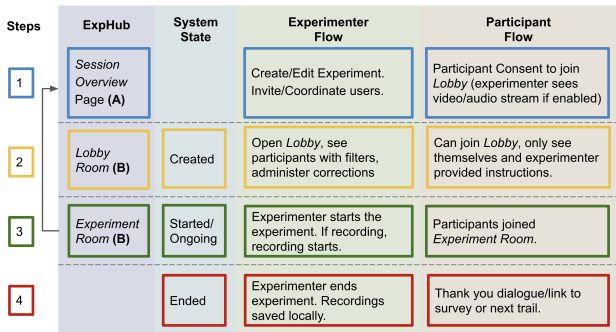 Steps
ExpHub
System
State
Experimenter
Flow
Participant
Flow
1
Session
Overview
Page (A)
Create/Edit Experiment.
Invite/Coordinate users.
Participant Consent to join
Lobby (experimenter sees
video/audio stream if enabled)
2
Lobby
Room (B)
Created
Open Lobby, see
participants with filters,
administer corrections
Can join Lobby, only see
themselves and experimenter
provided instructions.
3
Experiment
Room (B)
Started/
Ongoing
Experimenter starts the
experiment. If recording,
recording starts.
Participants joined
Experiment Room.
4
Ended
Experimenter ends
experiment. Recordings
saved locally.
Thank you dialogue/link to
survey or next trail.